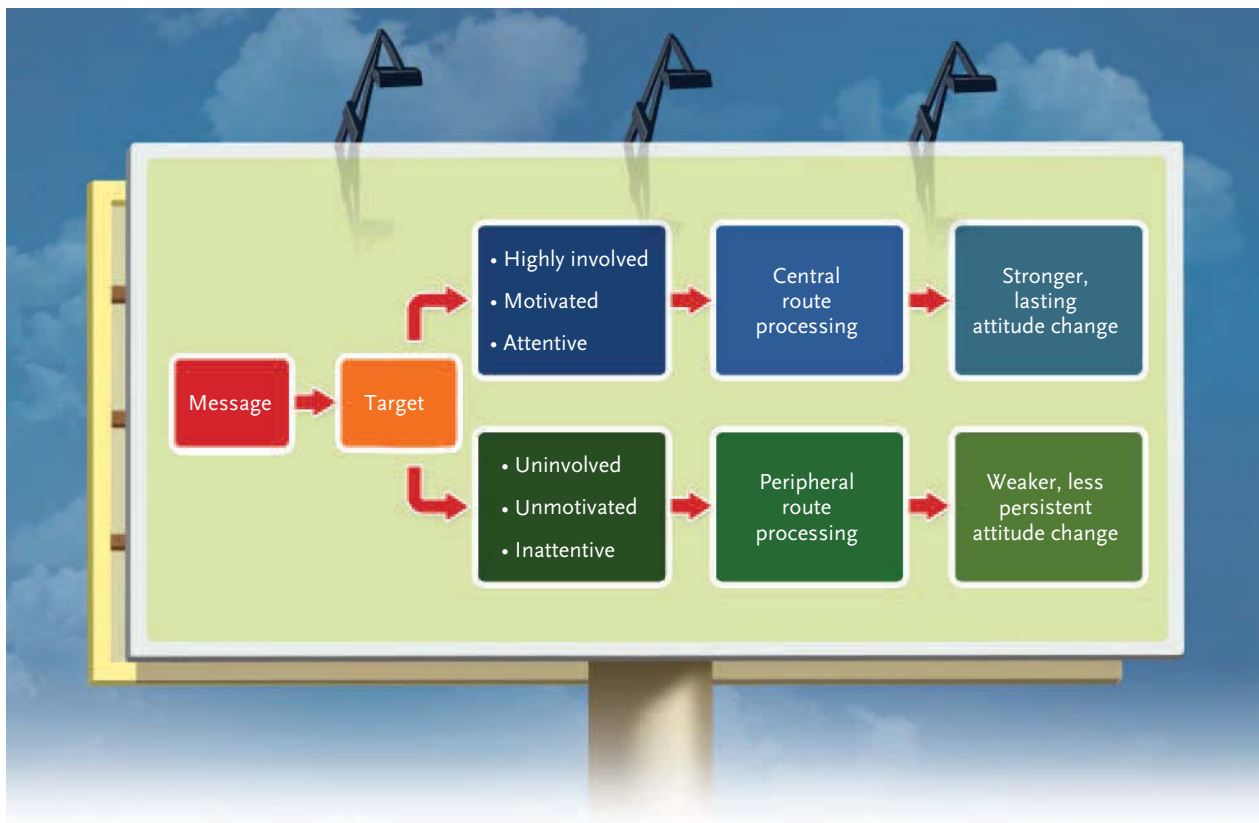 Message
Target
• Highly involved
• Motivated
• Attentive
Central
route
processing
Stronger,
lasting
attitude change
• Uninvolved
• Unmotivated
• Inattentive
Peripheral
route
processing
Weaker, less
persistent
attitude change